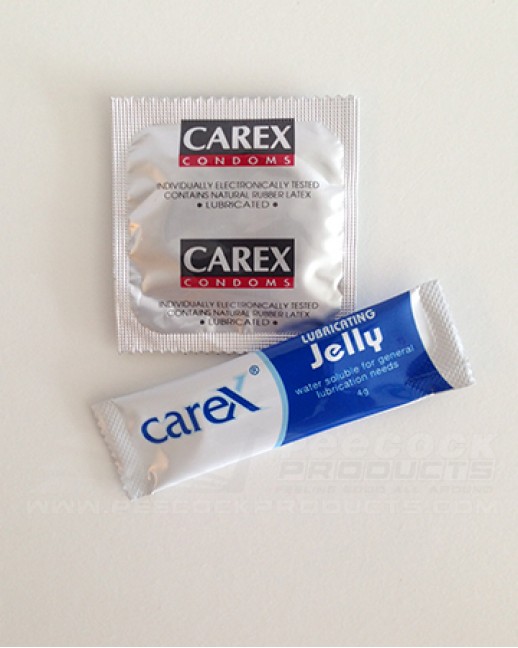 CAREX
CONDOMS
INDIVIDUALLY ELECTRONICALLY TESTED
CONTAINS NATURAL RUBBER LATEX
• LUBRICATED •
CAREX
CONDOMS
INDIVIDUALLY ELECTRONICALLY TESTED
CONTAINS NATURAL RUBBER LATEX
• LUBRICATED •
LUBRICATING
Jelly
water soluble for general
lubrication needs
4g
carex®
PeeCock
PRODUCTS
WWW.PEECOCKPRODUCTS.COM